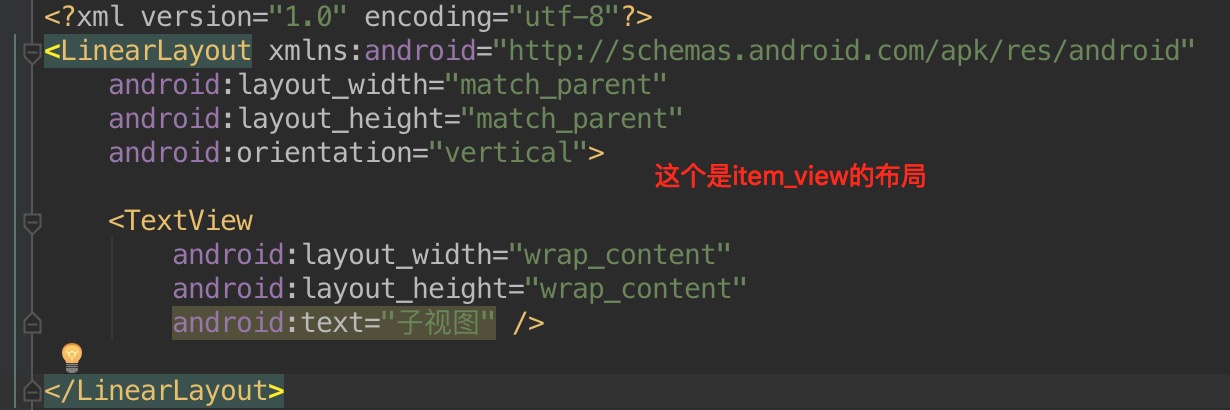 <?xml version="1.0" encoding="utf-8"?>
<LinearLayout xmlns:android="http://schemas.android.com/apk/res/android"
    android:layout_width="match_parent"
    android:layout_height="match_parent"
    android:orientation="vertical">
这个是item_view的布局
    <TextView
        android:layout_width="wrap_content"
        android:layout_height="wrap_content"
        android:text="子视图" />
</LinearLayout>